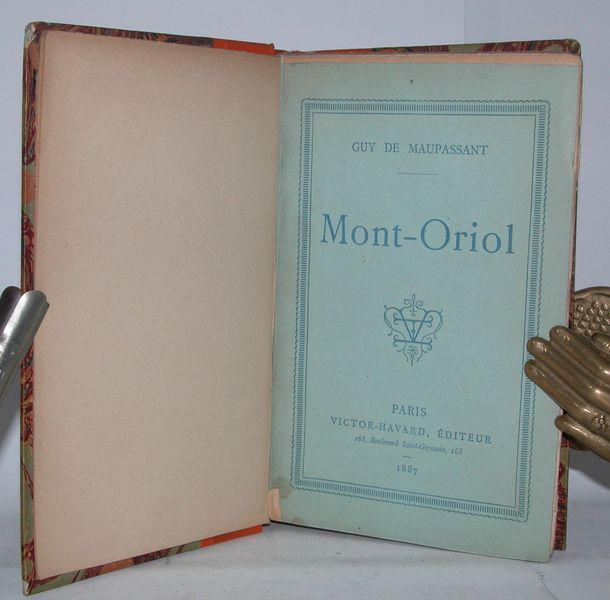 GUY DE MAUPASSANT
Mont-Oriol
PARIS
VICTOR-HAVARD, ÉDITEUR
168, Boulevard Saint-Germain, 168
1887